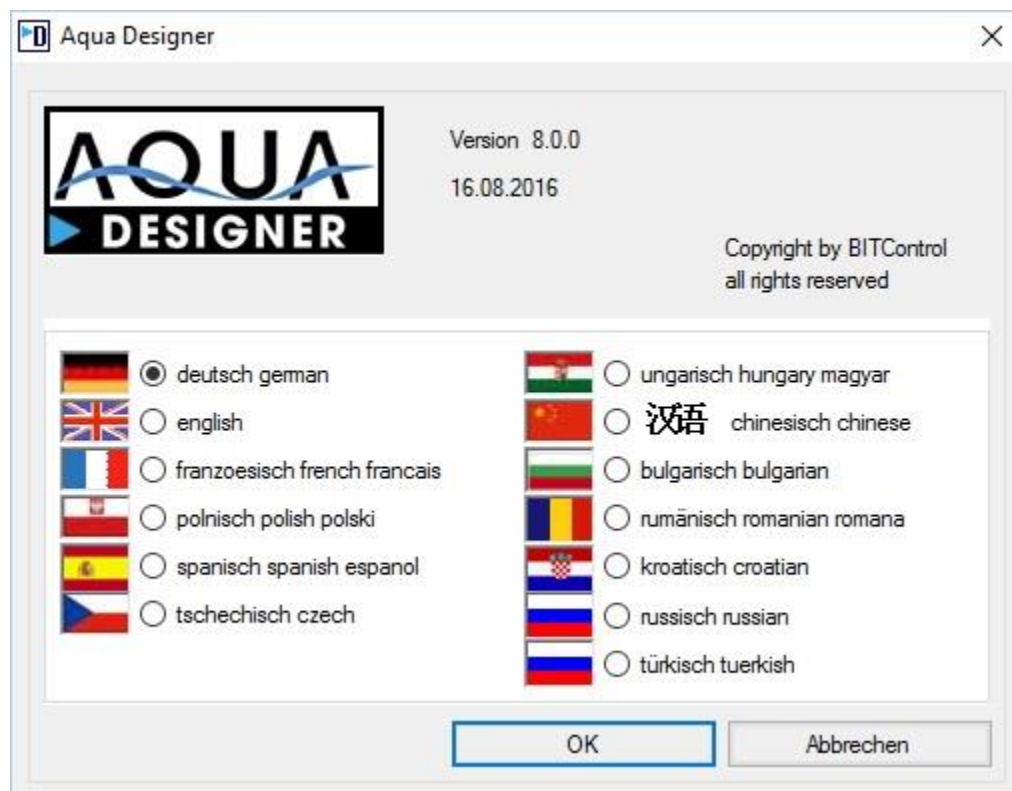 Aqua Designer
AQUA
DESIGNER
Version 8.0.0
16.08.2016
Copyright by BITControl
all rights reserved
deutsch german
english
franzoesisch french francais
polnisch polish polski
spanisch spanish espanol
tschechisch czech
ungarisch hungary magyar
汉语 chinesisch chinese
bulgarisch bulgarian
rumänisch romanian romana
kroatisch croatian
russisch russian
türkisch tuerkish
OK
Abbrechen